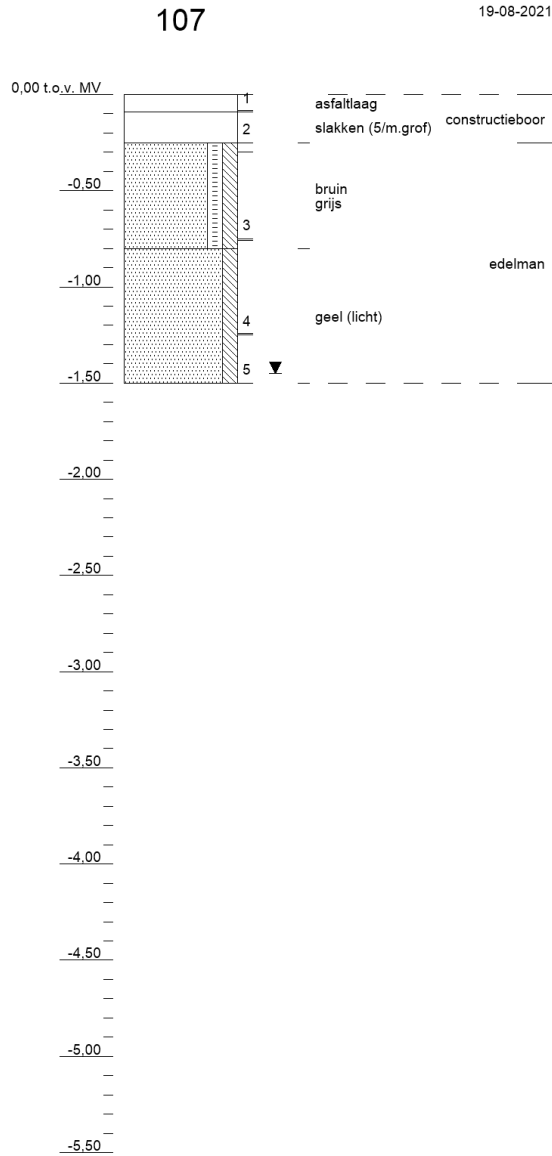 107
19-08-2021
0,00 t.o.v. MV
1
asfaltlaag
constructieboor
2
slakken (5/m.grof)
-0,50
bruin
grijs
3
edelman
-1,00
4
geel (licht)
5
-1,50
-2,00
-2,50
-3,00
-3,50
-4,00
-4,50
-5,00
-5,50